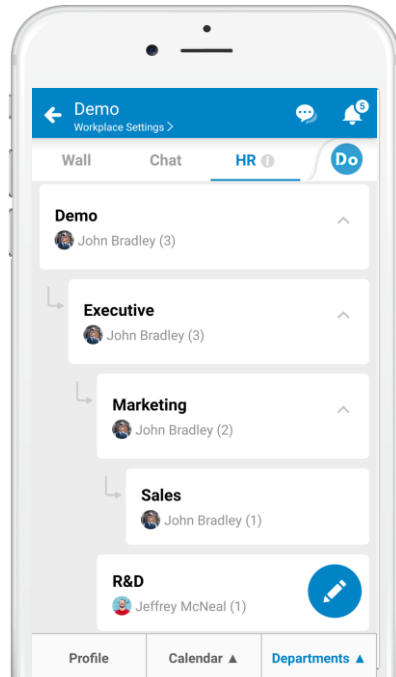 Demo
Workplace Settings >
5
Wall
Chat
HR i
Do
Demo
John Bradley (3)
Executive
John Bradley (3)
Marketing
John Bradley (2)
Sales
John Bradley (1)
R&D
Jeffrey McNeal (1)
Profile
Calendar ▲
Departments ▲